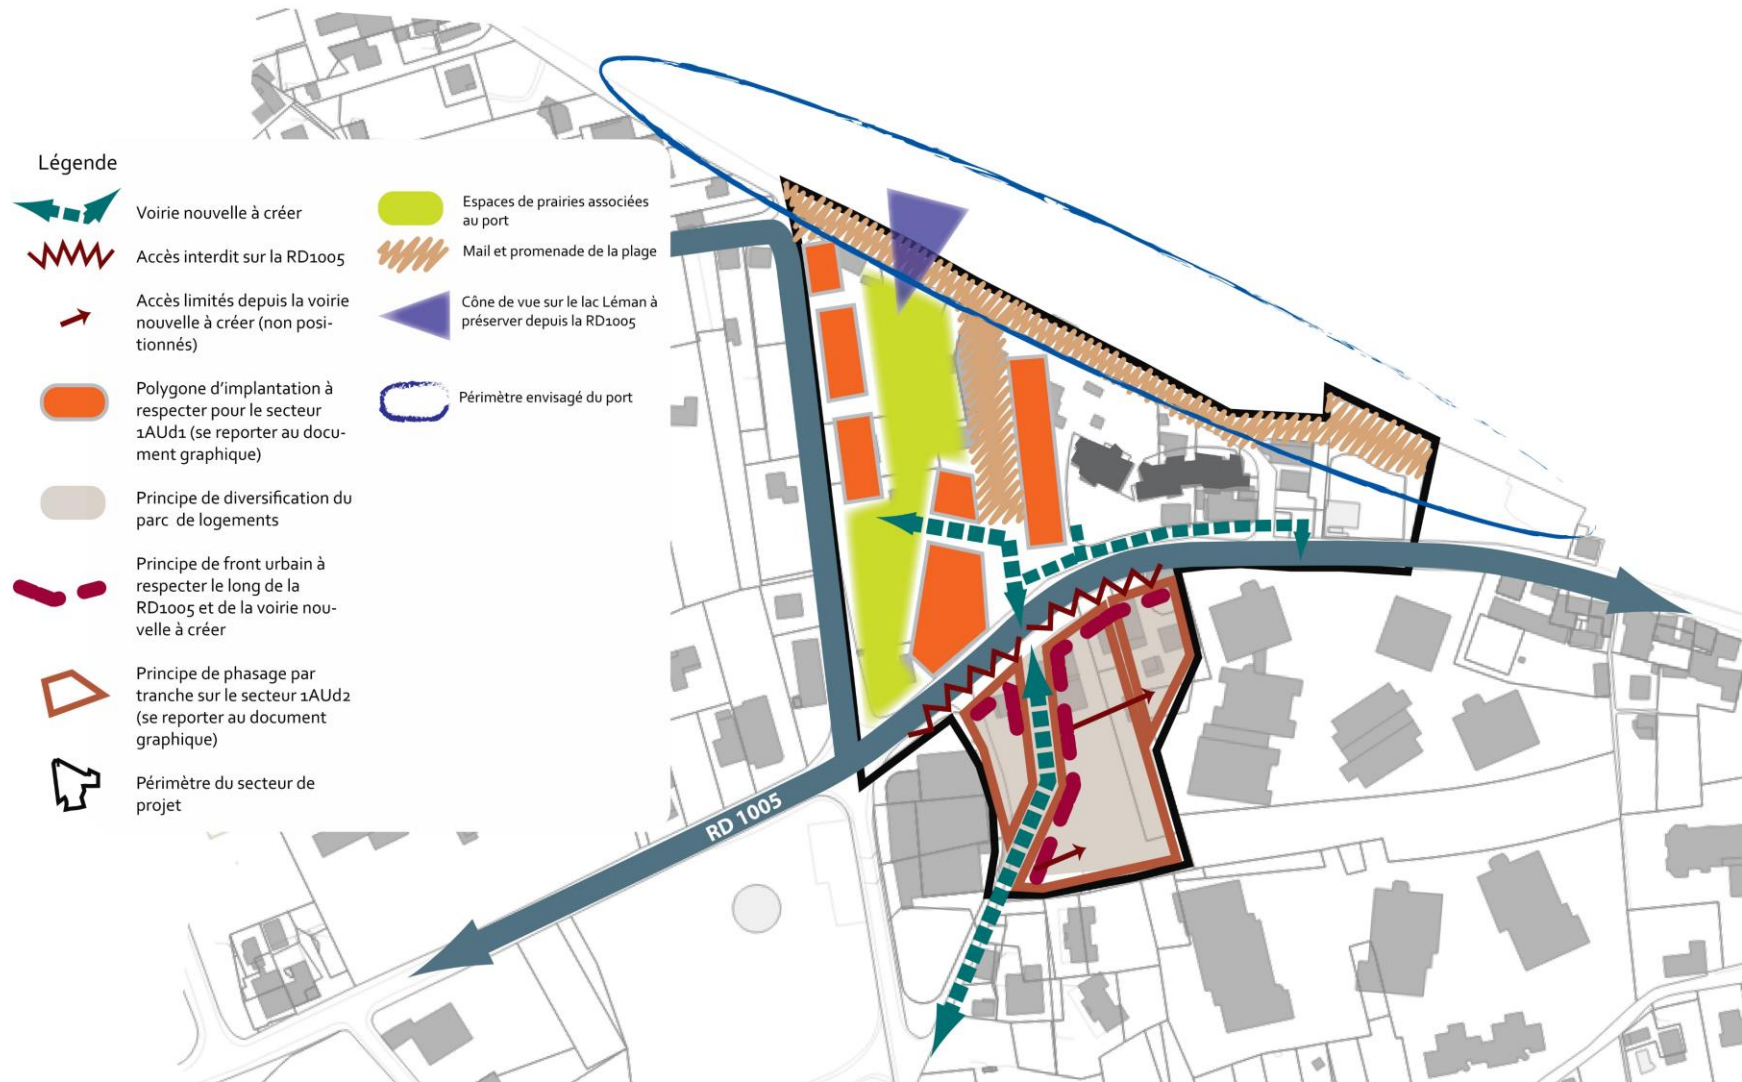 Légende
Voirie nouvelle à créer
Accès interdit sur la RD1005
Accès limités depuis la voirie
nouvelle à créer (non posi-
tionnés)
Polygone d'implantation à
respecter pour le secteur
1AUd1 (se reporter au docu-
ment graphique)
Principe de diversification du
parc de logements
Principe de front urbain à
respecter le long de la
RD1005 et de la voirie nou-
velle à créer
Principe de phasage par
tranche sur le secteur 1AUd2
(se reporter au document
graphique)
Périmètre du secteur de
projet
Espaces de prairies associées
au port
Mail et promenade de la plage
Cône de vue sur le lac Léman à
préserver depuis la RD1005
Périmètre envisagé du port
RD 1005